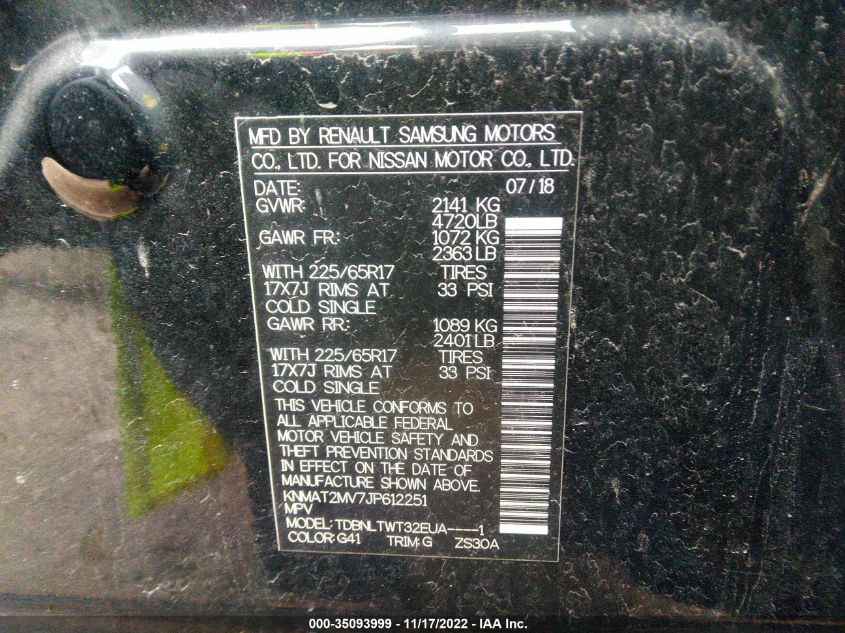 MFD BY RENAULT SAMSUNG MOTORS
CO., LTD. FOR NISSAN MOTOR CO., LTD.
DATE: 07/18
GVWR: 2141 KG
4720LB
GAWR FR: 1072 KG
2363LB
WITH 225/65R17 TIRES
17X7J RIMS AT 33 PSI
COLD SINGLE
GAWR RR: 1089 KG
2401LB
WITH 225/65R17 TIRES
17X7J RIMS AT 33 PSI
COLD SINGLE
THIS VEHICLE CONFORMS TO
ALL APPLICABLE FEDERAL
MOTOR VEHICLE SAFETY AND
THEFT PREVENTION STANDARDS
IN EFFECT ON THE DATE OF
MANUFACTURE SHOWN ABOVE.
KNMAT2MV7JP612251
MPV
MODEL: TDBNLTWT32EUA----1
COLOR: G41 TRIM: G ZS30A
000-35093999 - 11/17/2022 - IAA Inc.